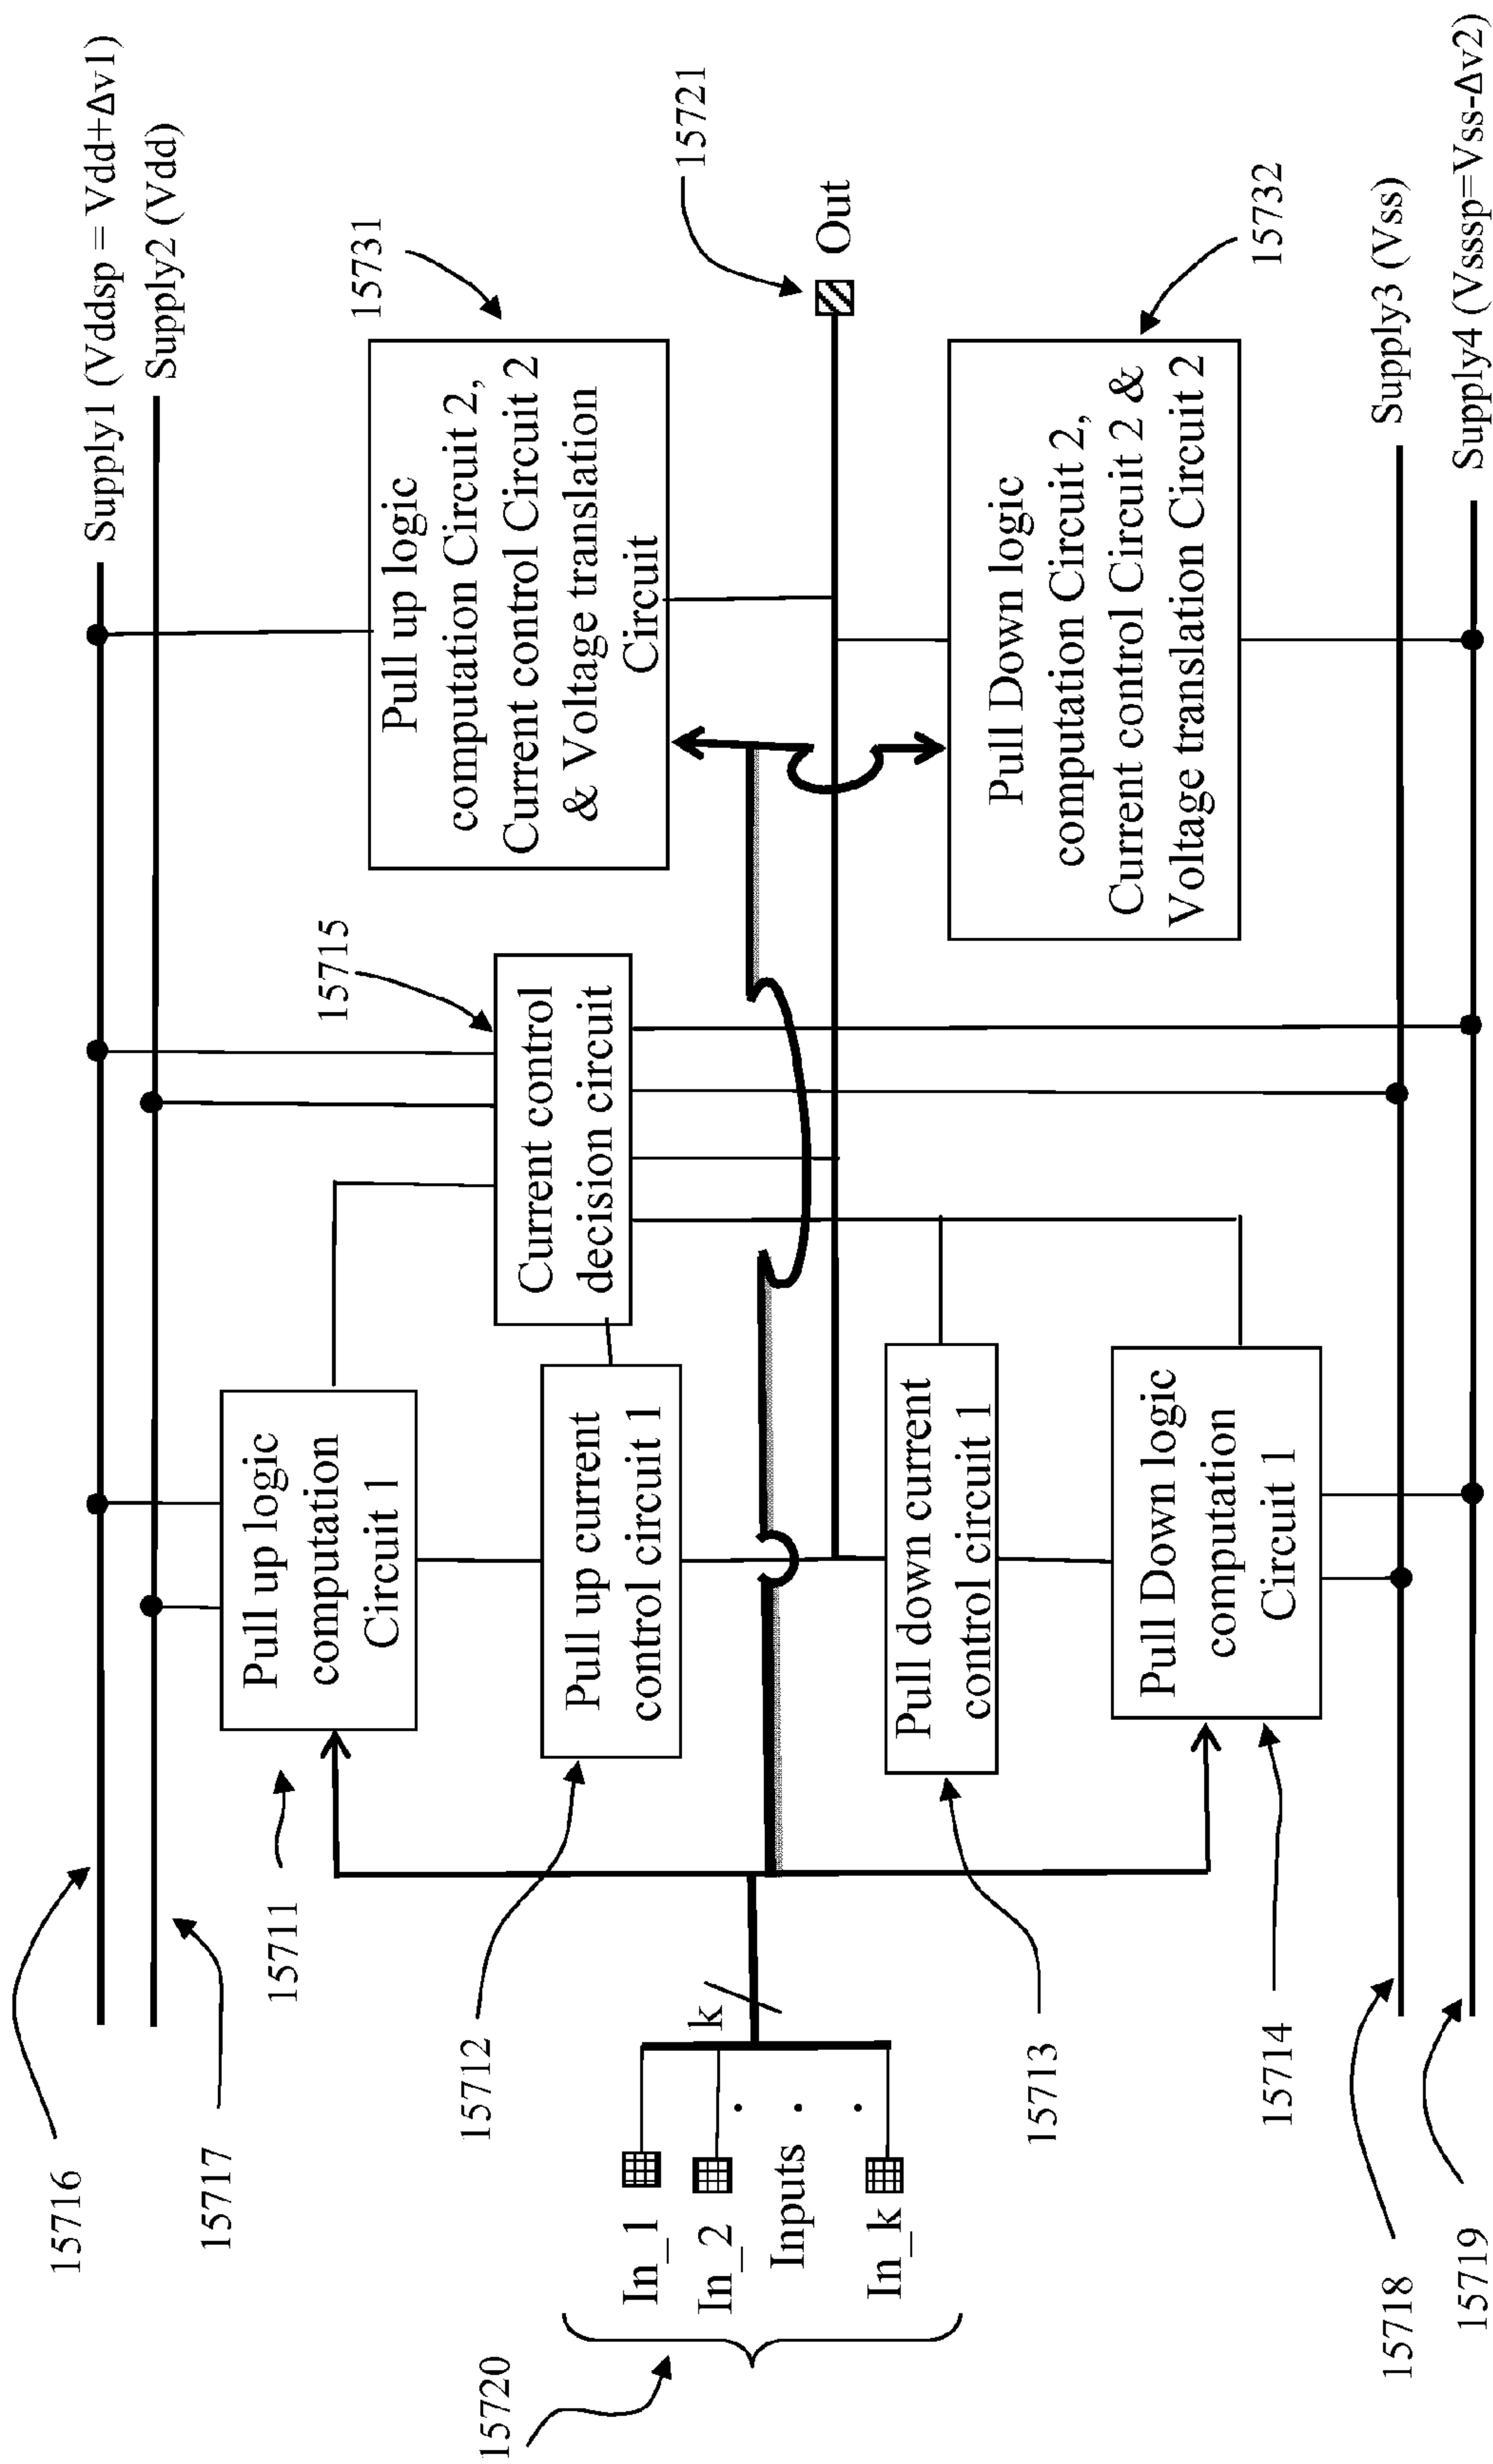 Supply1 (Vddsp = Vdd+Δv1)
Supply2 (Vdd)
15716
15717
15711
Pull up logic
computation
Circuit 1
15712
Pull up current
control circuit 1
15715
Current control
decision circuit
15731
Pull up logic
computation Circuit 2,
Current control Circuit 2
& Voltage translation
Circuit
15721
Out
15720
In_1
In_2
Inputs
In_k
k
15713
Pull down current
control circuit 1
15714
Pull Down logic
computation
Circuit 1
15732
Pull Down logic
computation Circuit 2,
Current control Circuit 2 &
Voltage translation Circuit 2
15718
Supply3 (Vss)
15719
Supply4 (Vsssp=Vss-Δv2)